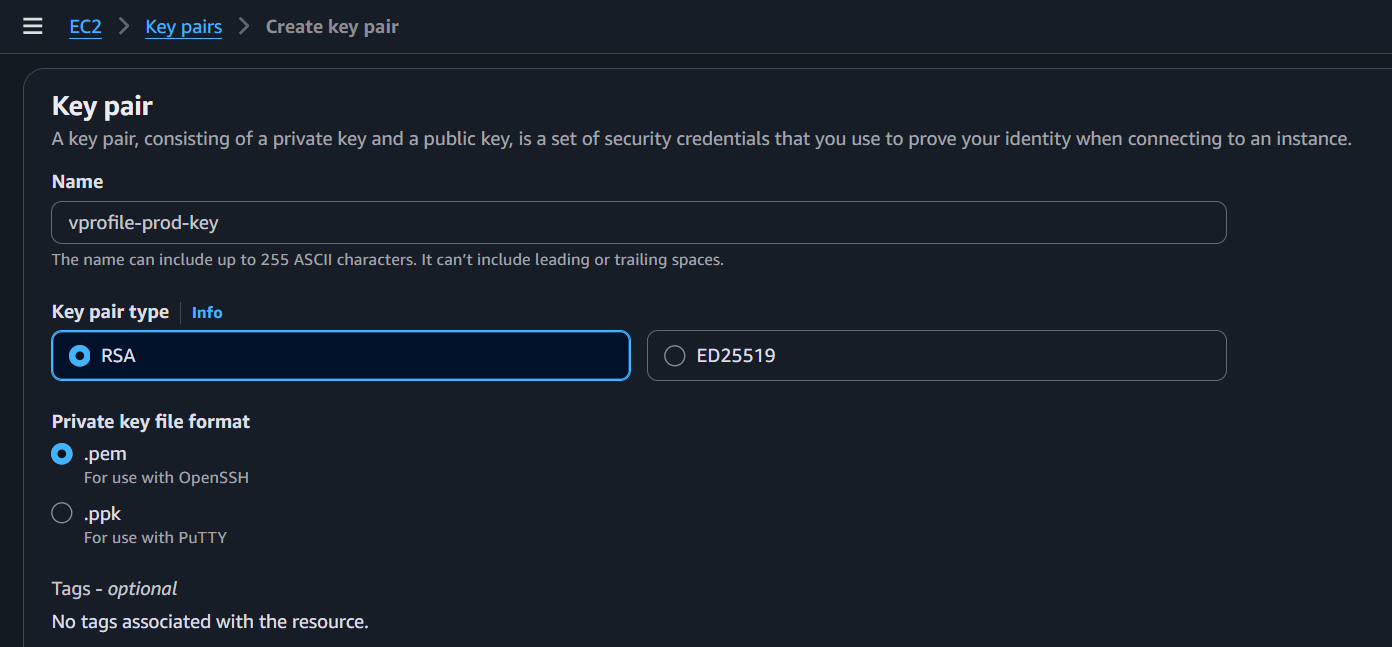 EC2 > Key pairs > Create key pair
Key pair
A key pair, consisting of a private key and a public key, is a set of security credentials that you use to prove your identity when connecting to an instance.
Name
vprofile-prod-key
The name can include up to 255 ASCII characters. It can’t include leading or trailing spaces.
Key pair type | Info
RSA
ED25519
Private key file format
.pem
For use with OpenSSH
.ppk
For use with PuTTY
Tags - optional
No tags associated with the resource.